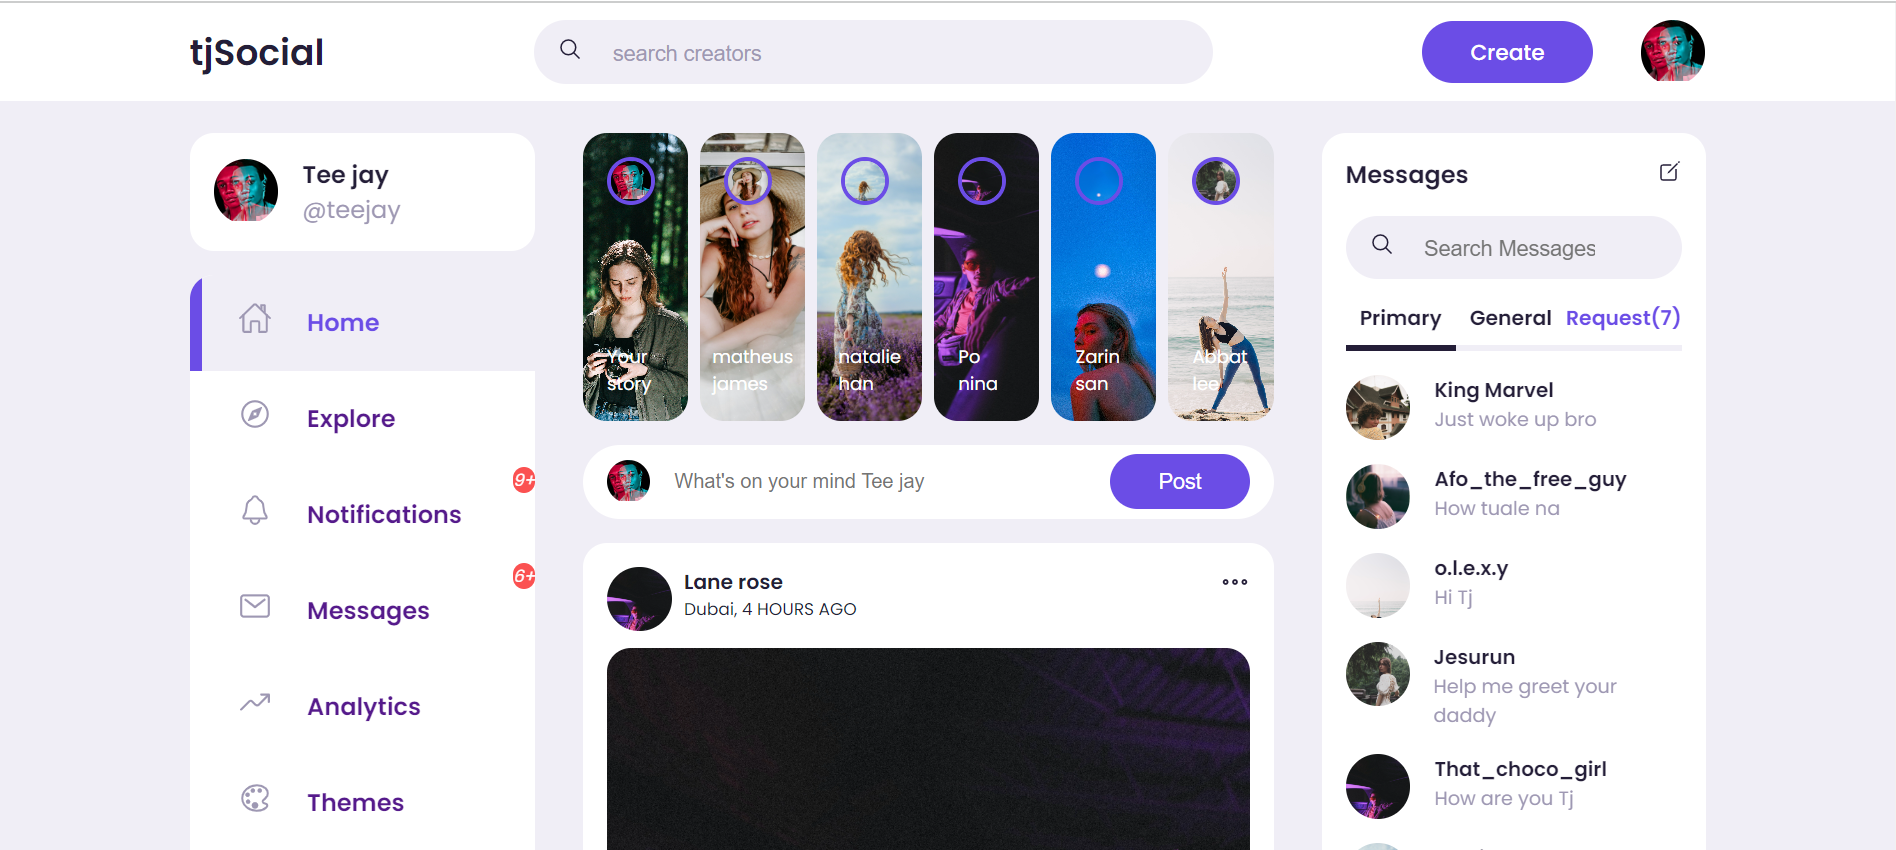 tjSocial
search creators
Create
Tee jay
@teejay
Home
Explore
9+
Notifications
6+
Messages
Analytics
Themes
Your
story
matheus
james
natalie
han
Po
nina
Zarin
san
Abbat
lee
What's on your mind Tee jay
Post
Lane rose
Dubai, 4 HOURS AGO
Messages
Search Messages
Primary General Request(7)
King Marvel
Just woke up bro
Afo_the_free_guy
How tuale na
o.l.e.x.y
Hi Tj
Jesurun
Help me greet your
daddy
That_choco_girl
How are you Tj